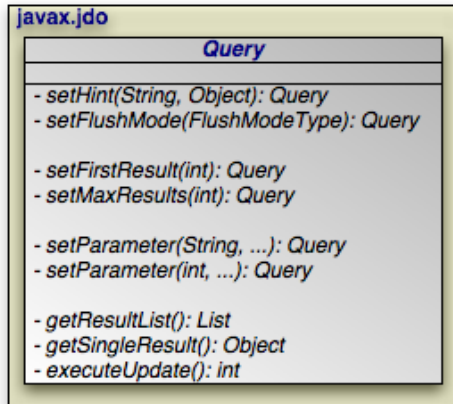 javax.jdo
Query
- setHint(String, Object): Query
- setFlushMode(FlushModeType): Query
- setFirstResult(int): Query
- setMaxResults(int): Query
- setParameter(String, ...): Query
- setParameter(int, ...): Query
- getResultList(): List
- getSingleResult(): Object
- executeUpdate(): int